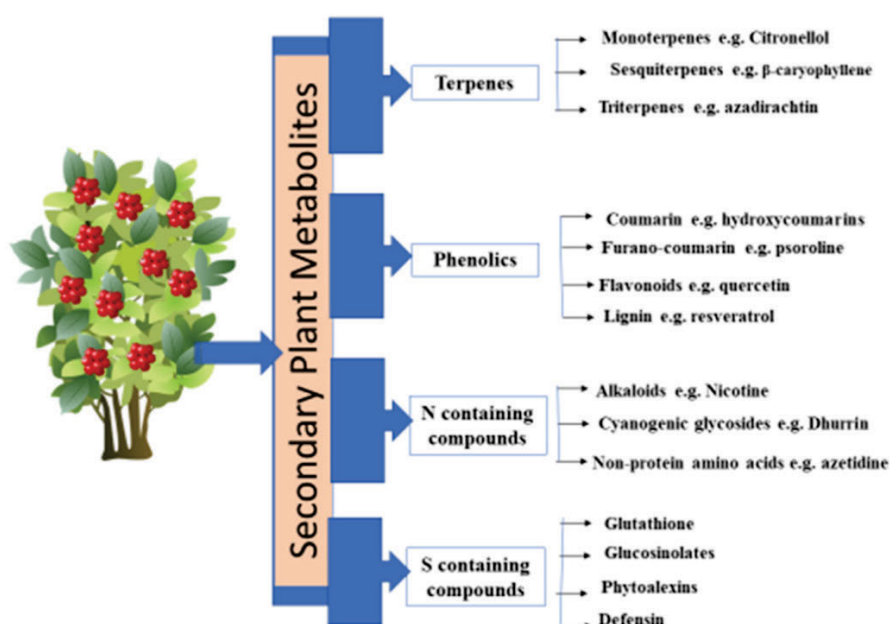 Secondary Plant Metabolites
Terpenes
Monoterpenes e.g. Citronellol
Sesquiterpenes e.g. β-caryophyllene
Triterpenes e.g. azadirachtin
Phenolics
Coumarin e.g. hydroxycoumarins
Furano-coumarin e.g. psoroline
Flavonoids e.g. quercetin
Lignin e.g. resveratrol
N containing
compounds
Alkaloids e.g. Nicotine
Cyanogenic glycosides e.g. Dhurrin
Non-protein amino acids e.g. azetidine
S containing
compounds
Glutathione
Glucosinolates
Phytoalexins
Defensin